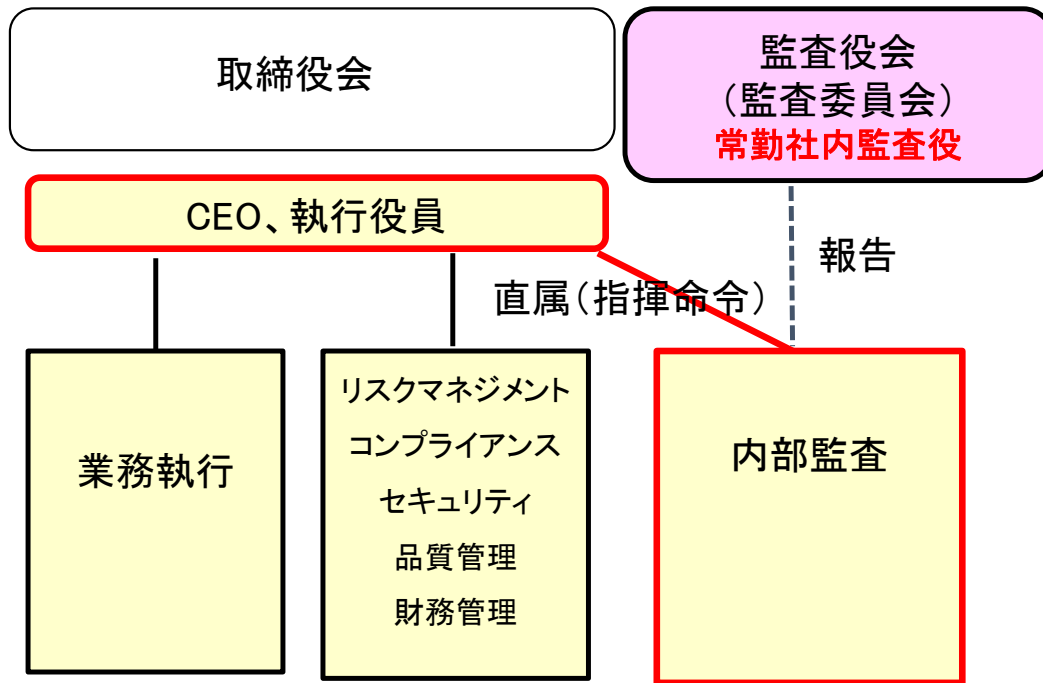 取締役会
監査役会
（監査委員会）
常勤社内監査役
CEO、執行役員
報告
直属（指揮命令）
業務執行
リスクマネジメント
コンプライアンス
セキュリティ
品質管理
財務管理
内部監査